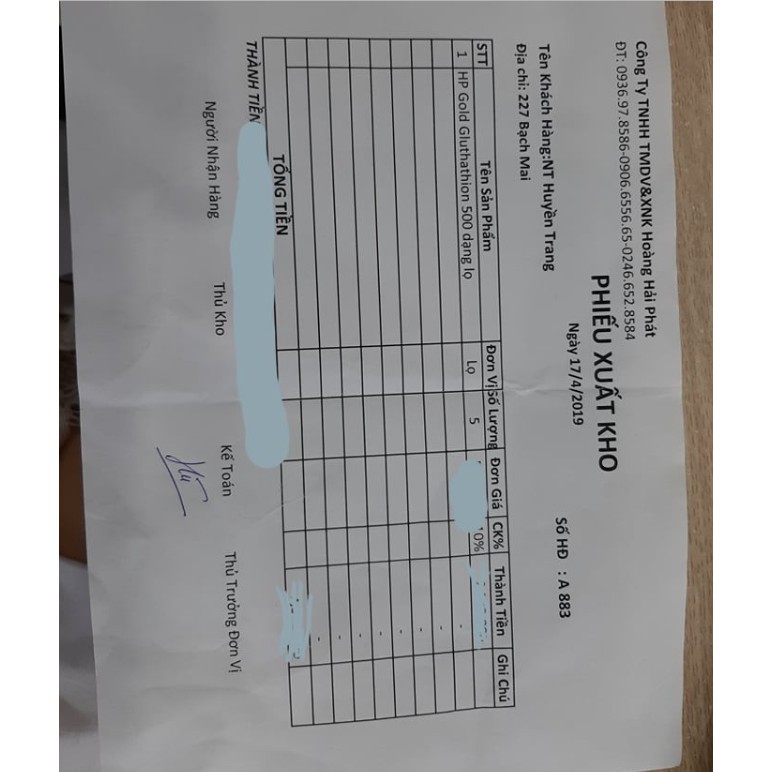 Công Ty TNHH TMDV&XNK Hoàng Hải Phát
ĐT: 0936.97.8586-0906.6556.65-0246.652.8584
PHIẾU XUẤT KHO
Ngày 17/4/2019
Số HĐ : A 883
Tên Khách Hàng:NT Huyền Trang
Địa chỉ: 227 Bạch Mai
STT Tên Sản Phẩm Đơn Vị Số Lượng Đơn Giá CK% Thành Tiền Ghi Chú
1 HP Gold Gluthathion 500 dạng lọ Lọ 5 10%
-
-
-
-
-
-
-
TỔNG TIỀN
THÀNH TIỀN
Người Nhận Hàng Thủ Kho Kế Toán Thủ Trưởng Đơn Vị